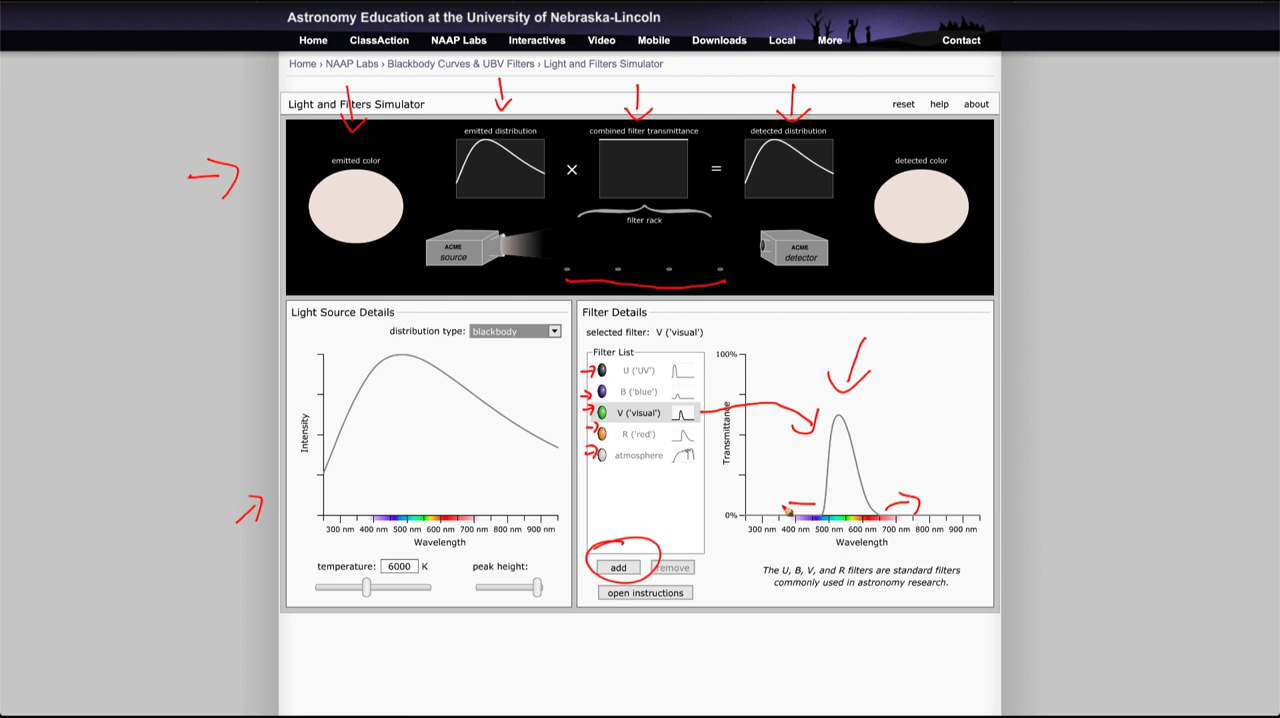 Astronomy Education at the University of Nebraska-Lincoln
Home ClassAction NAAP Labs Interactives Video Mobile Downloads Local More Contact
Home › NAAP Labs › Blackbody Curves & UBV Filters › Light and Filters Simulator
Light and Filters Simulator reset help about
emitted distribution combined filter transmittance detected distribution
emitted color detected color
× =
filter rack
ACME source ACME detector
Light Source Details
distribution type: blackbody
Intensity
300 nm 400 nm 500 nm 600 nm 700 nm 800 nm 900 nm
Wavelength
temperature: 6000 K peak height:
Filter Details
selected filter: V ('visual')
Filter List
U ('UV')
B ('blue')
V ('visual')
R ('red')
atmosphere
add remove
open instructions
100%
Transmittance
0%
300 nm 400 nm 500 nm 600 nm 700 nm 800 nm 900 nm
Wavelength
The U, B, V, and R filters are standard filters
commonly used in astronomy research.